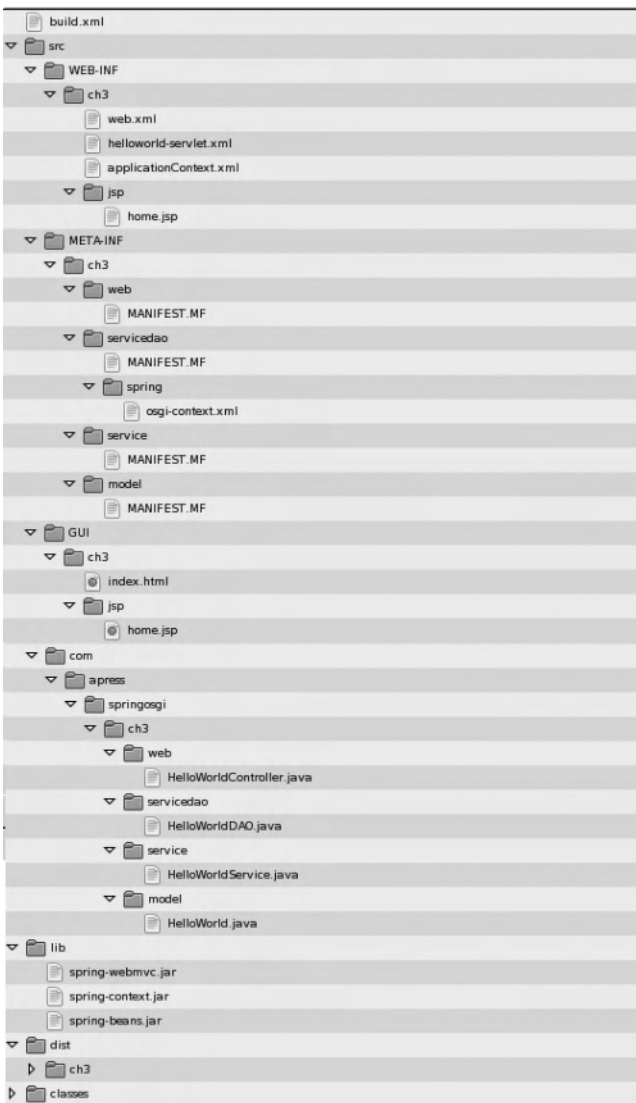 build.xml
src
WEB-INF
ch3
web.xml
helloworld-servlet.xml
applicationContext.xml
jsp
home.jsp
META-INF
ch3
web
MANIFEST.MF
servicedao
MANIFEST.MF
spring
osgi-context.xml
service
MANIFEST.MF
model
MANIFEST.MF
GUI
ch3
index.html
jsp
home.jsp
com
apress
springosgi
ch3
web
HelloWorldController.java
servicedao
HelloWorldDAO.java
service
HelloWorldService.java
model
HelloWorld.java
lib
spring-webmvc.jar
spring-context.jar
spring-beans.jar
dist
ch3
classes